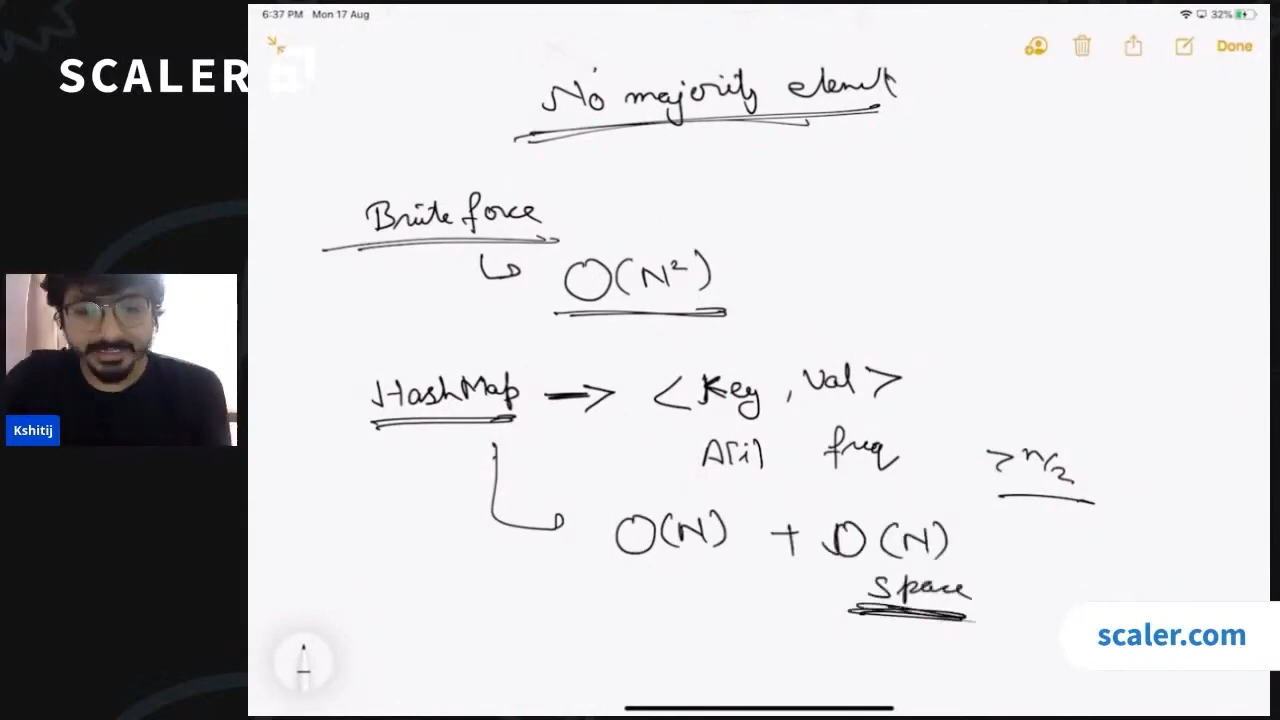 6:37 PM Mon 17 Aug
32%
SCALER
Done
No majority element
Brute force
O(N²)
HashMap → <Key, Val>
A[i] freq >n/2
O(N) + O(N)
Space
Kshitij
scaler.com